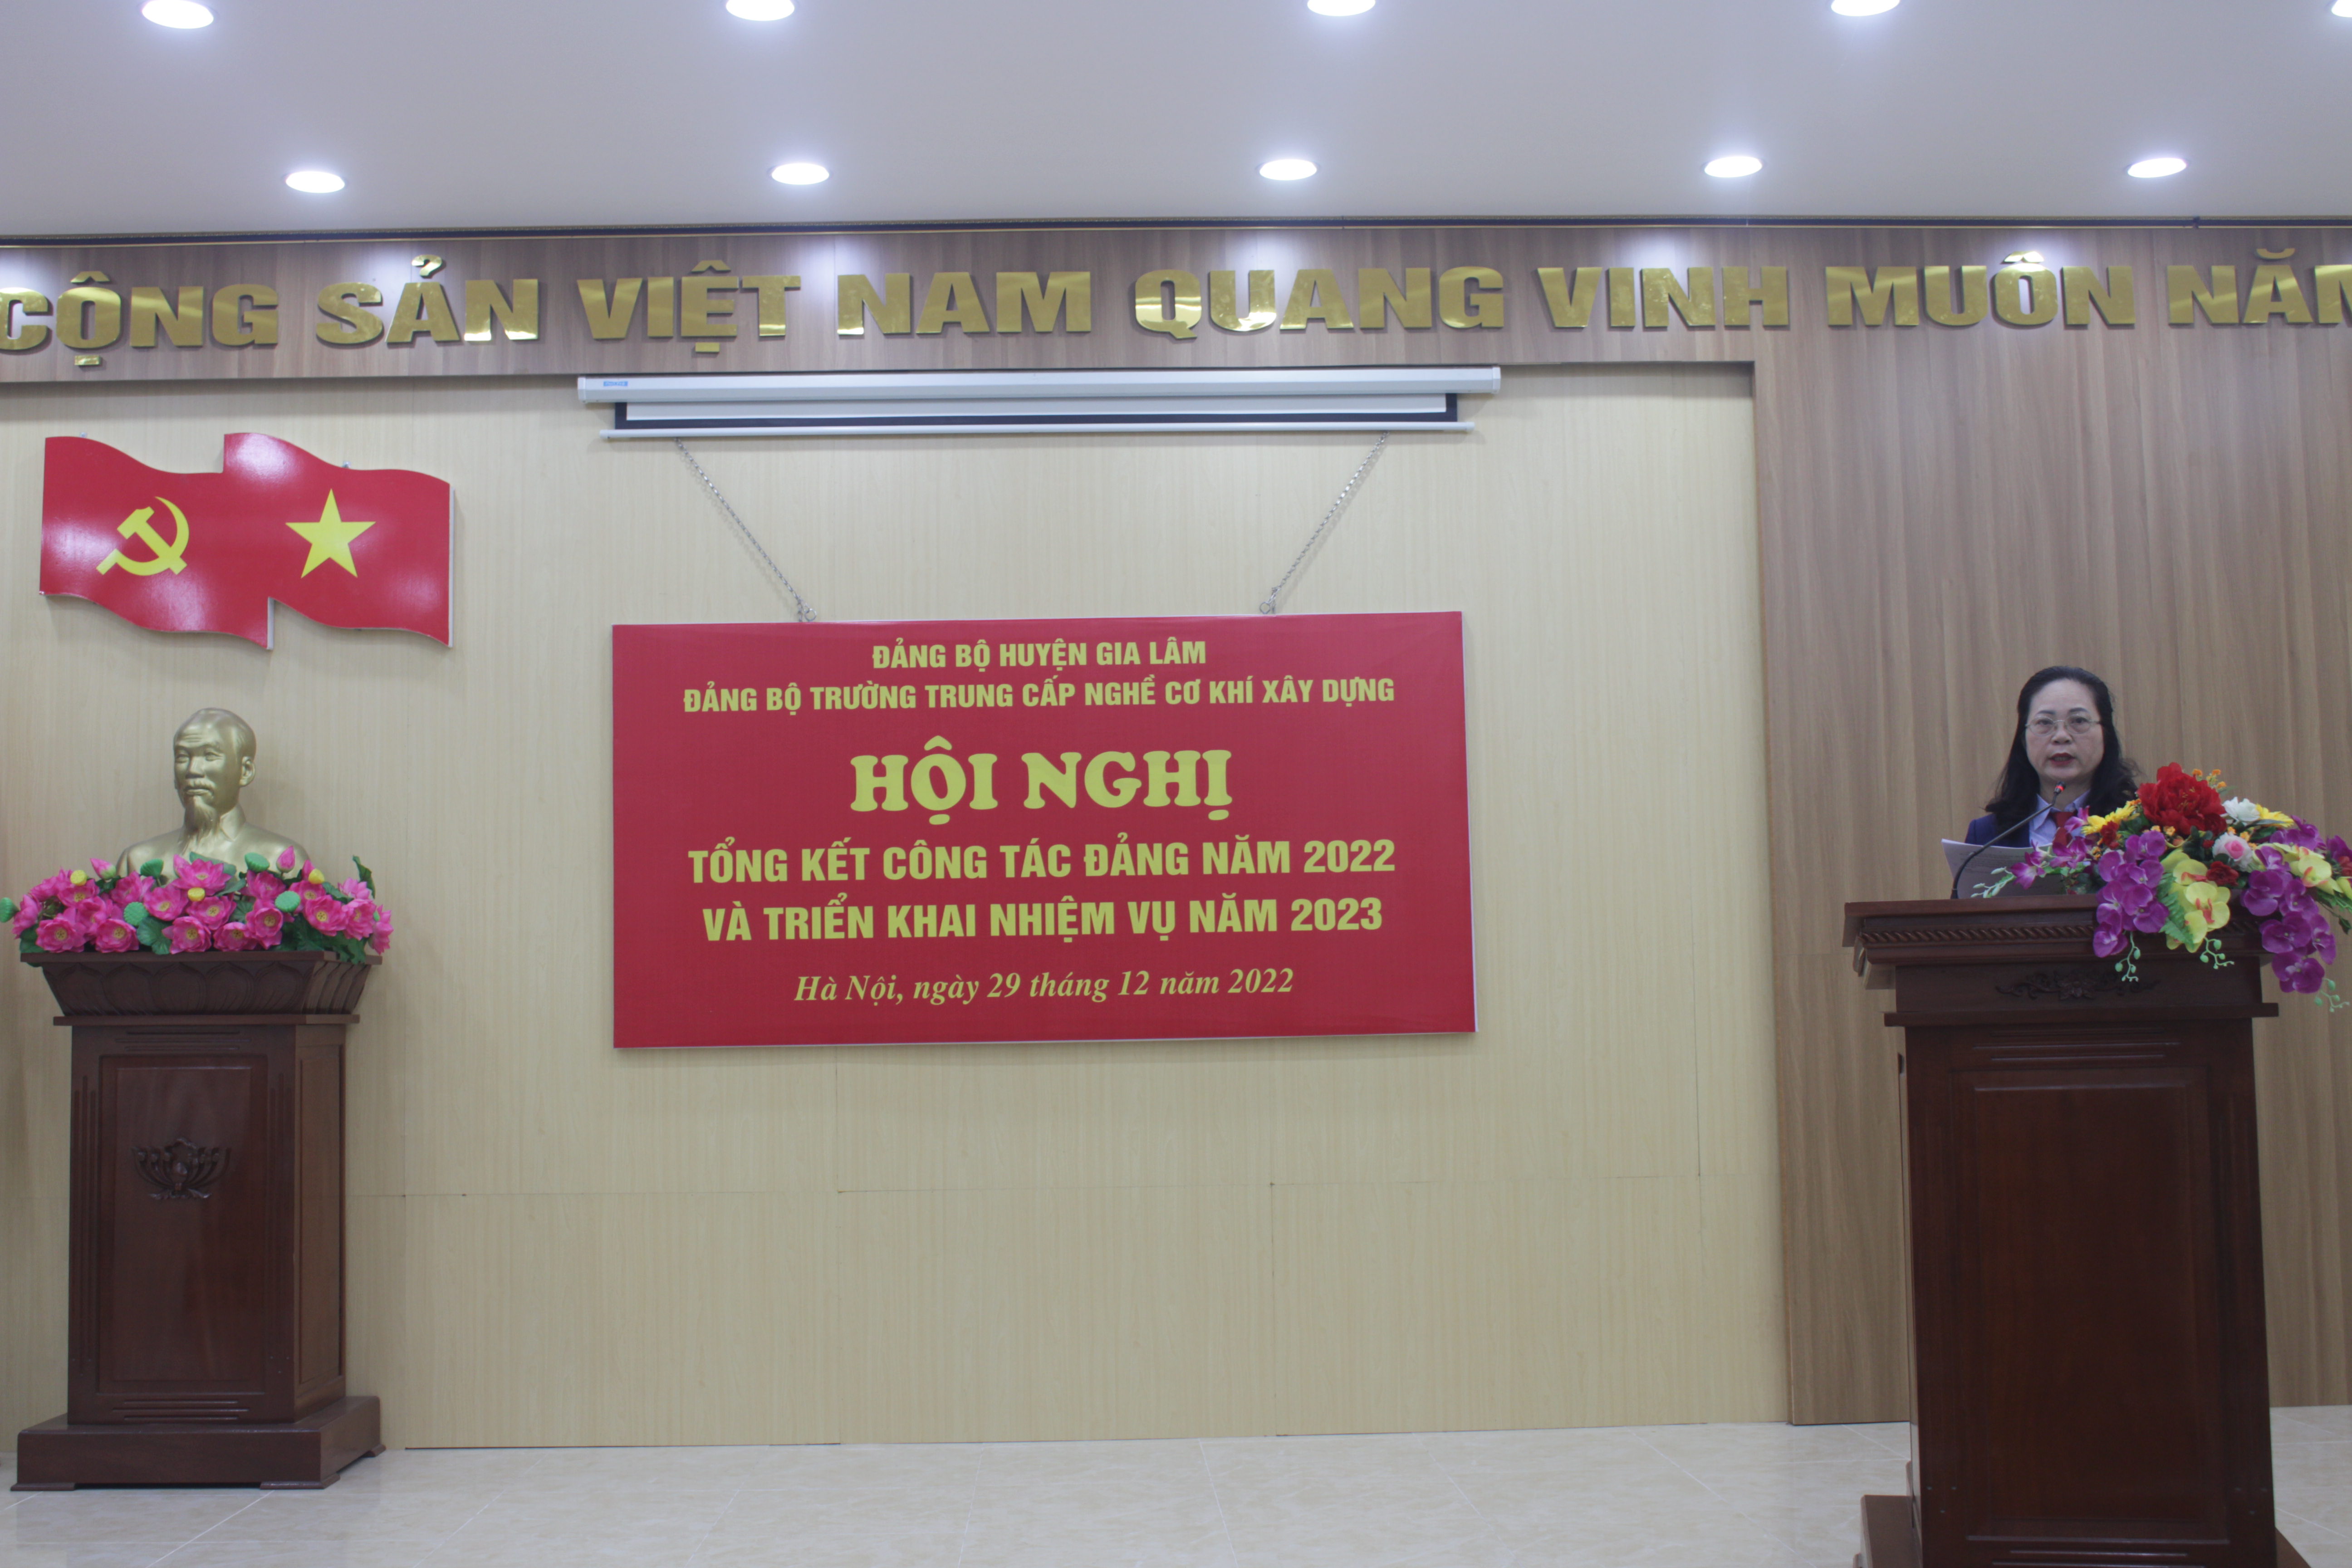 CỘNG SẢN VIỆT NAM QUANG VINH MUÔN
ĐẢNG BỘ HUYỆN GIA LÂM
ĐẢNG BỘ TRƯỜNG TRUNG CẤP NGHỀ CƠ KHÍ XÂY DỰNG
HỘI NGHỊ
TỔNG KẾT CÔNG TÁC ĐẢNG NĂM 2022
VÀ TRIỂN KHAI NHIỆM VỤ NĂM 2023
Hà Nội, ngày 29 tháng 12 năm 2022